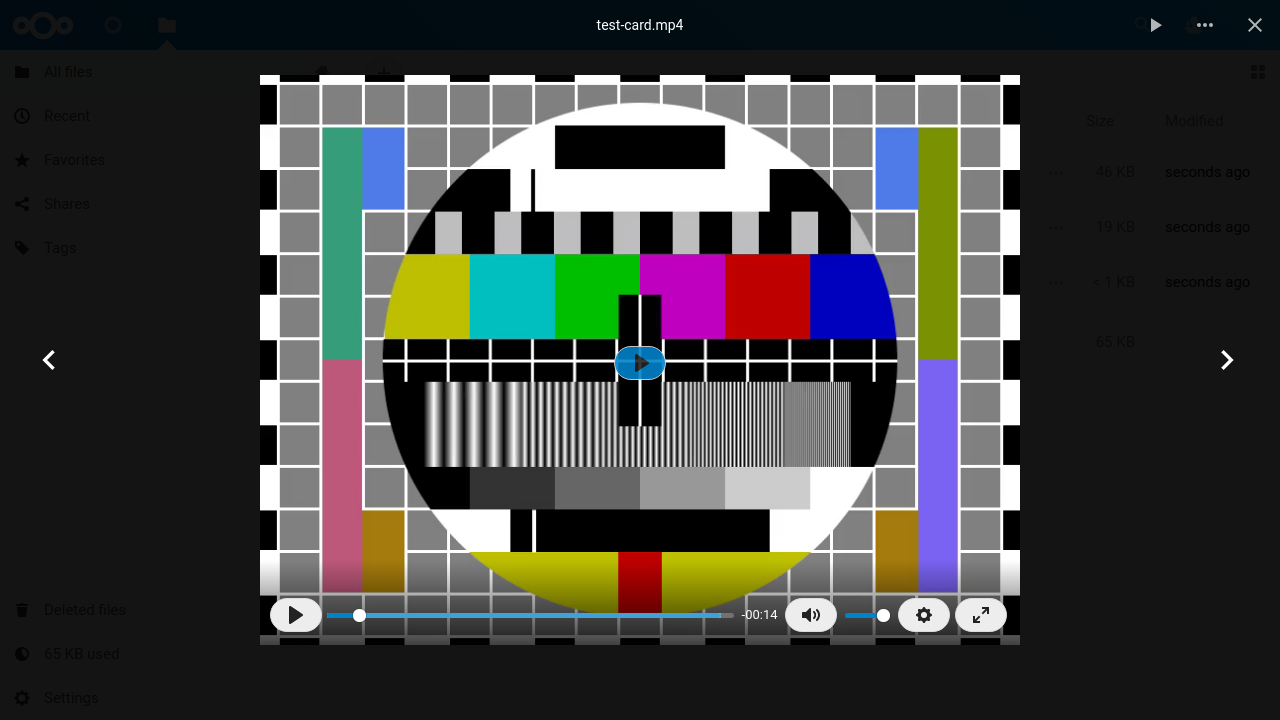 test-card.mp4
All files
Recent
Favorites
Shares
Tags
Size
Modified
46 KB
seconds ago
19 KB
seconds ago
< 1 KB
seconds ago
65 KB
-00:14
Deleted files
65 KB used
Settings